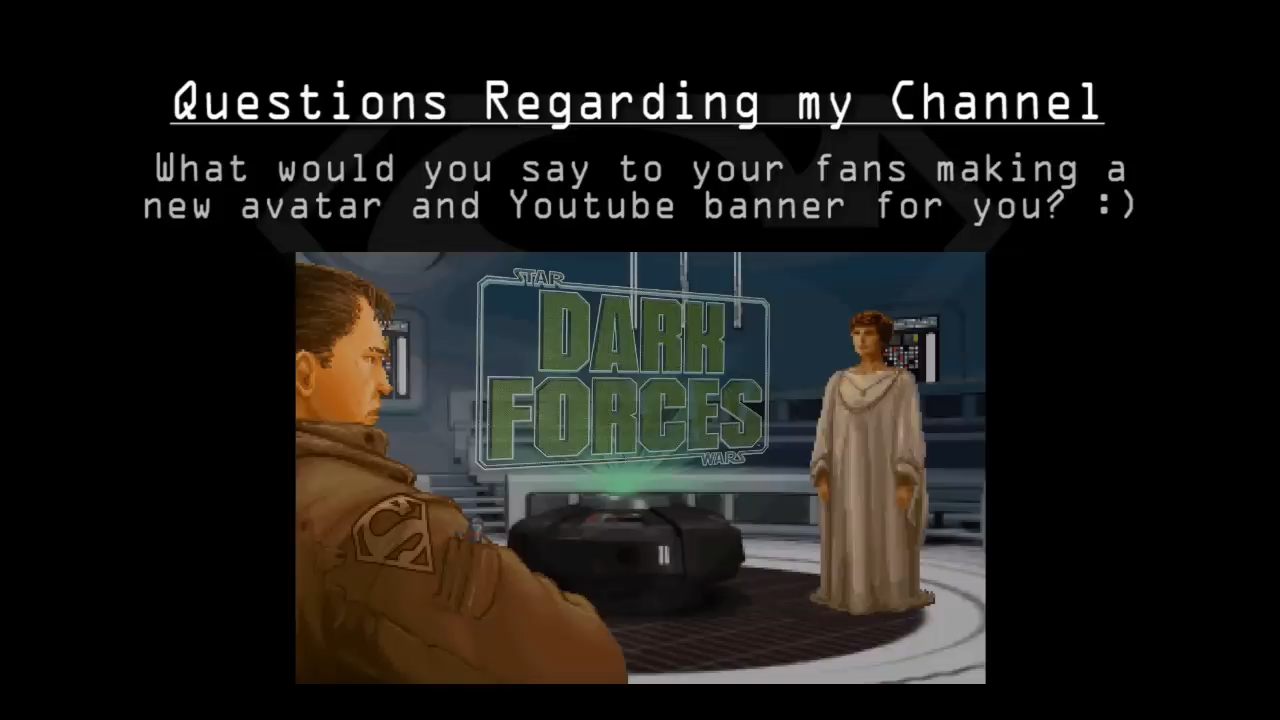 Questions Regarding my Channel
What would you say to your fans making a
new avatar and Youtube banner for you? :)
STAR
DARK
FORCES
WARS